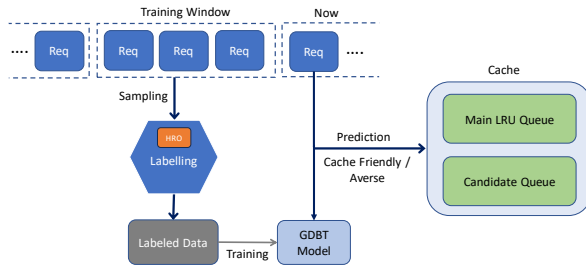 Training Window
Now
.... Req
Req Req Req
Req ....
Sampling
Cache
HRO
Labelling
Prediction
Cache Friendly /
Averse
Main LRU Queue
Candidate Queue
Labeled Data
Training
GDBT
Model